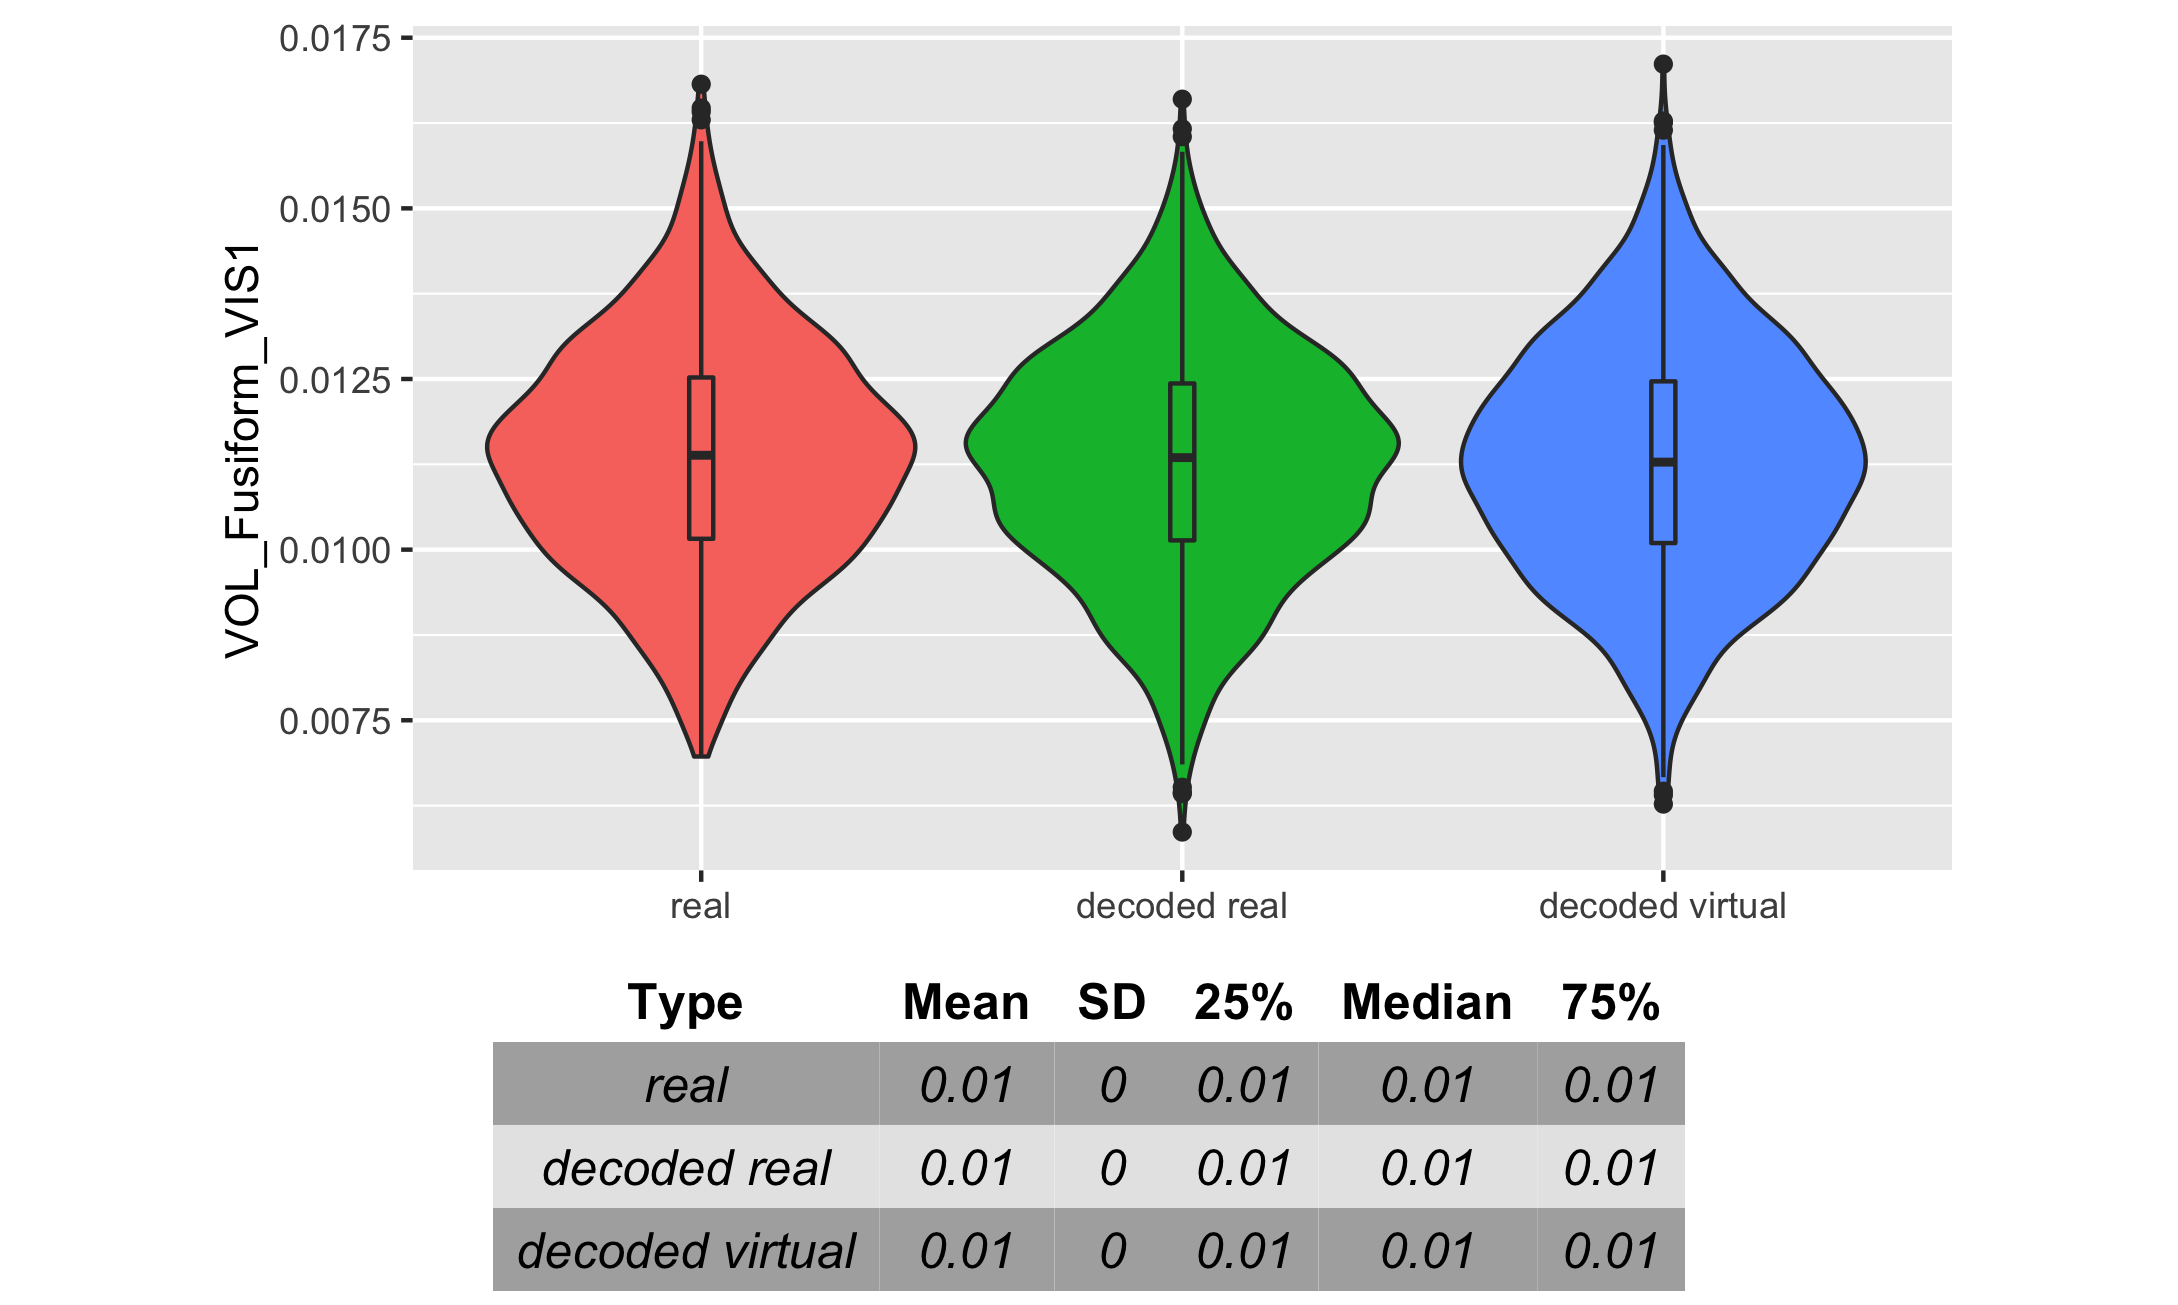 VOL_Fusiform_VIS1
0.0175
0.0150
0.0125
0.0100
0.0075
real decoded real decoded virtual
Type Mean SD 25% Median 75%
real 0.01 0 0.01 0.01 0.01
decoded real 0.01 0 0.01 0.01 0.01
decoded virtual 0.01 0 0.01 0.01 0.01